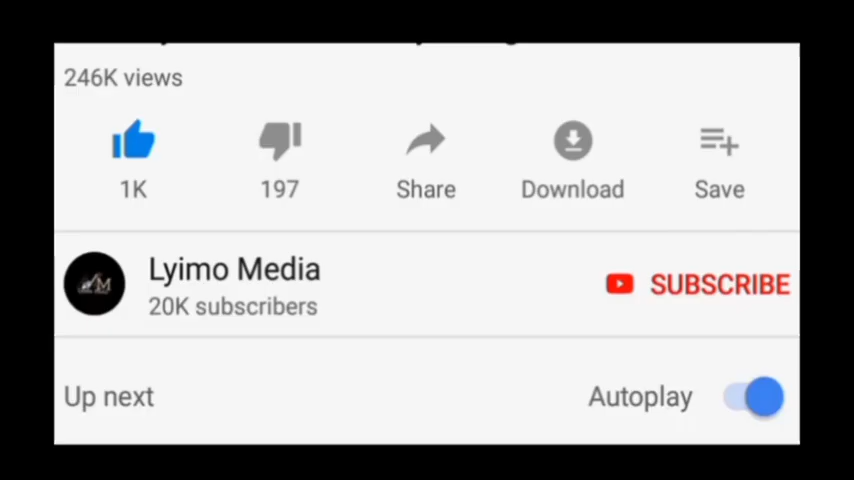 246K views
1K 197 Share Download Save
Lyimo Media
20K subscribers
SUBSCRIBE
Up next
Autoplay